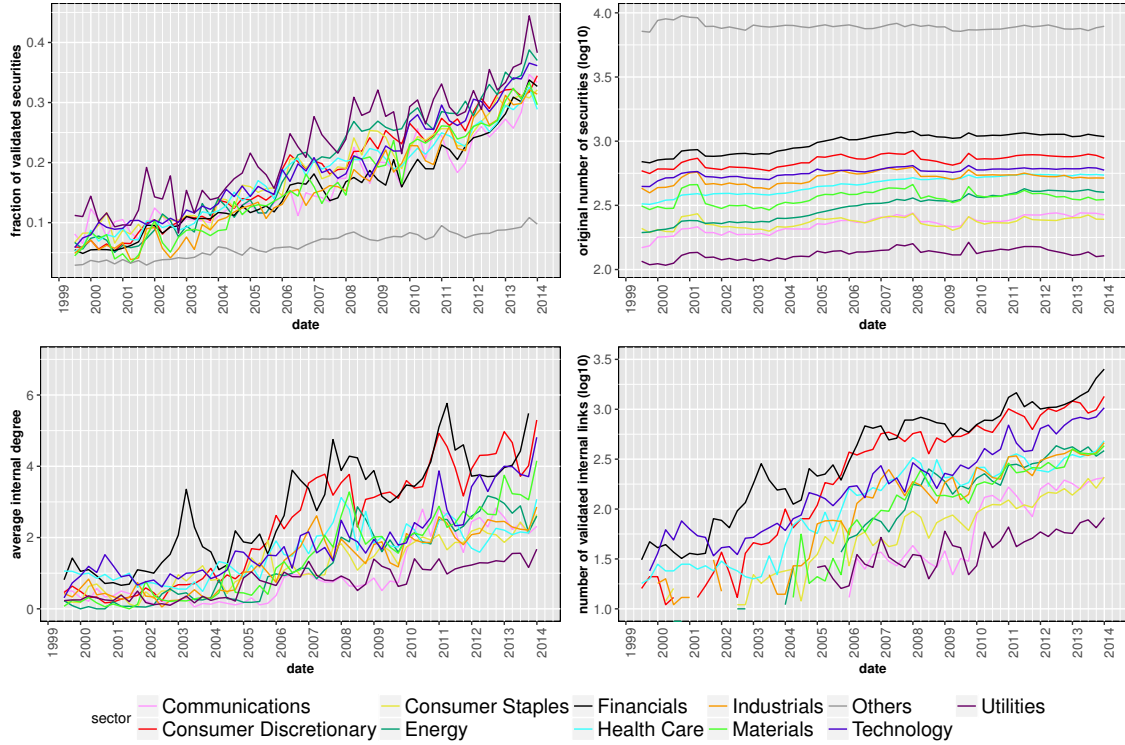 fraction of validated securities
0.4
0.3
0.2
0.1
1999 2000 2001 2002 2003 2004 2005 2006 2007 2008 2009 2010 2011 2012 2013 2014
date
original number of securities (log10)
4.0
3.5
3.0
2.5
2.0
1999 2000 2001 2002 2003 2004 2005 2006 2007 2008 2009 2010 2011 2012 2013 2014
date
average internal degree
6
4
2
0
1999 2000 2001 2002 2003 2004 2005 2006 2007 2008 2009 2010 2011 2012 2013 2014
date
number of validated internal links (log10)
3.5
3.0
2.5
2.0
1.5
1.0
1999 2000 2001 2002 2003 2004 2005 2006 2007 2008 2009 2010 2011 2012 2013 2014
date
sector
Communications Consumer Staples Financials Industrials Others Utilities
Consumer Discretionary Energy Health Care Materials Technology